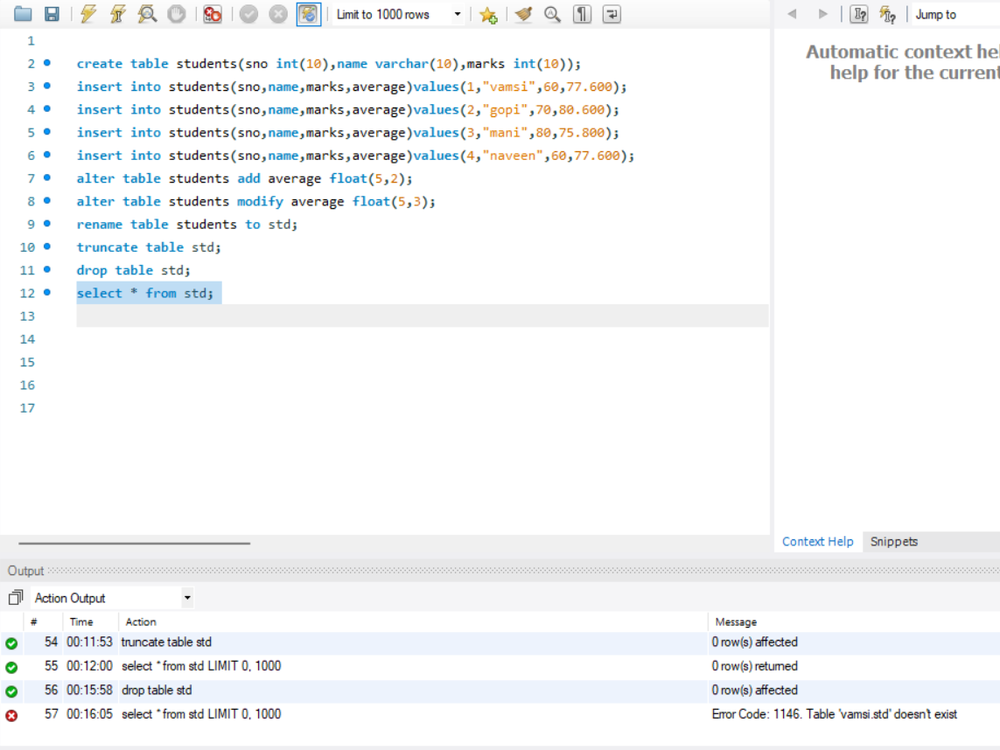 Limit to 1000 rows
Jump to
Automatic context hel
help for the current
1
2 create table students(sno int(10),name varchar(10),marks int(10));
3 insert into students(sno,name,marks,average)values(1,"vamsi",60,77.600);
4 insert into students(sno,name,marks,average)values(2,"gopi",70,80.600);
5 insert into students(sno,name,marks,average)values(3,"mani",80,75.800);
6 insert into students(sno,name,marks,average)values(4,"naveen",60,77.600);
7 alter table students add average float(5,2);
8 alter table students modify average float(5,3);
9 rename table students to std;
10 truncate table std;
11 drop table std;
12 select * from std;
13
14
15
16
17
Context Help Snippets
Output
Action Output
# Time Action Message
54 00:11:53 truncate table std 0 row(s) affected
55 00:12:00 select * from std LIMIT 0, 1000 0 row(s) returned
56 00:15:58 drop table std 0 row(s) affected
57 00:16:05 select * from std LIMIT 0, 1000 Error Code: 1146. Table 'vamsi.std' doesn't exist